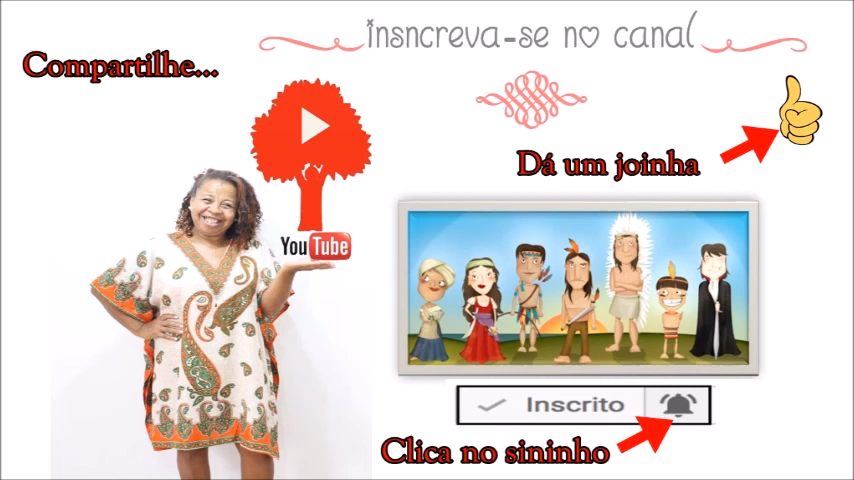 insncreva-se no canal
Compartilhe...
Dá um joinha
YouTube
Inscrito
Clica no sininho